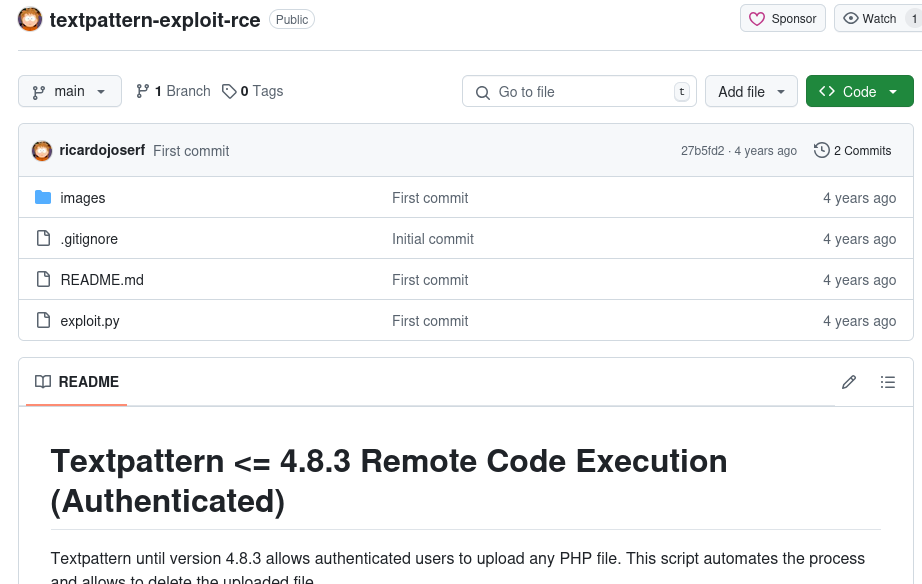 textpattern-exploit-rce Public Sponsor Watch 1
main 1 Branch 0 Tags Go to file t Add file Code
ricardojoserf First commit 27b5fd2 · 4 years ago 2 Commits
images First commit 4 years ago
.gitignore Initial commit 4 years ago
README.md First commit 4 years ago
exploit.py First commit 4 years ago
README
Textpattern <= 4.8.3 Remote Code Execution
(Authenticated)
Textpattern until version 4.8.3 allows authenticated users to upload any PHP file. This script automates the process
and allows to delete the uploaded file.